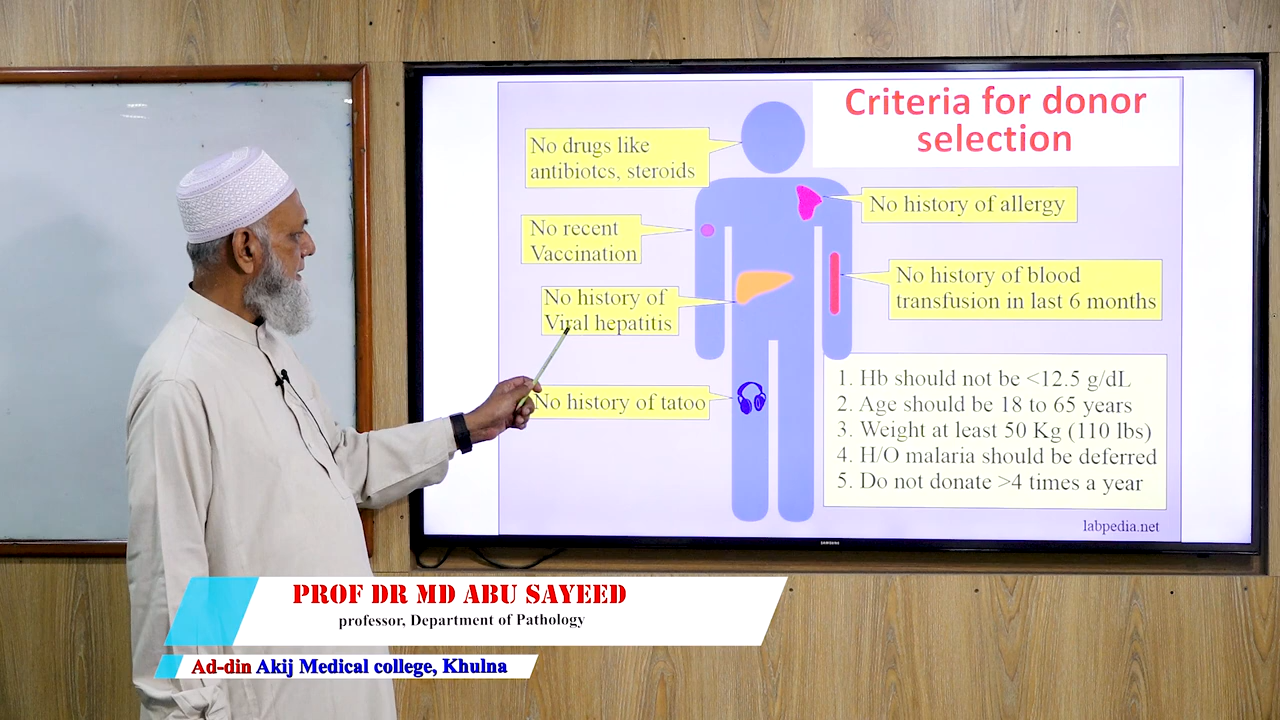 Criteria for donor
selection
No drugs like
antibiotcs, steroids
No recent
Vaccination
No history of
Viral hepatitis
No history of tatoo
No history of allergy
No history of blood
transfusion in last 6 months
1. Hb should not be <12.5 g/dL
2. Age should be 18 to 65 years
3. Weight at least 50 Kg (110 lbs)
4. H/O malaria should be deferred
5. Do not donate >4 times a year
labpedia.net
SAMSUNG
PROF DR MD ABU SAYEED
professor, Department of Pathology
Ad-din Akij Medical college, Khulna